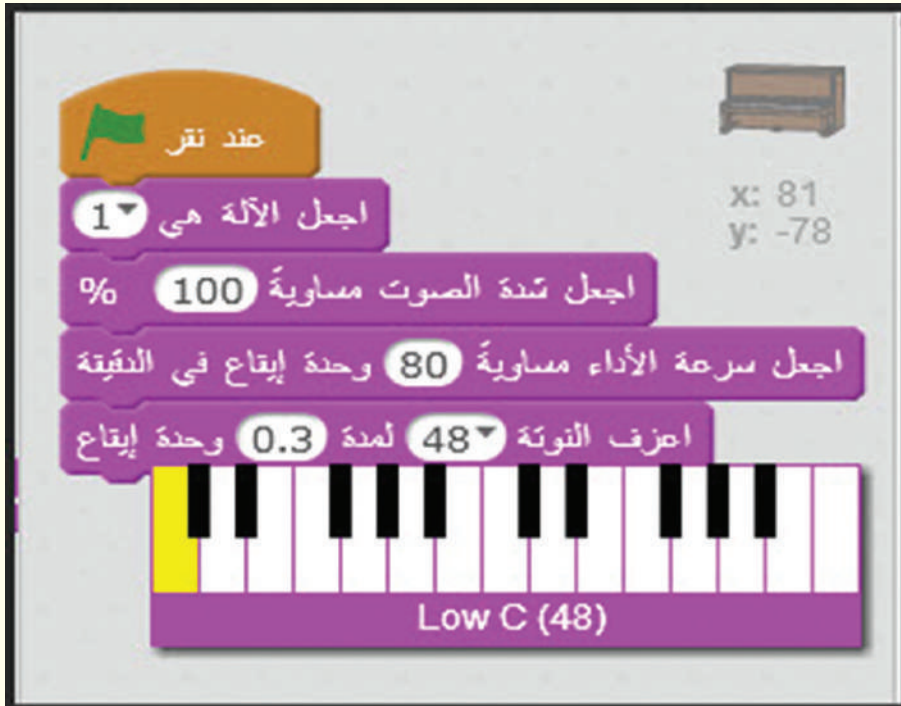 عند نقر
اجعل الآلة هي 1
x: 81
y: -78
اجعل شدة الصوت مساويةً 100 %
اجعل سرعة الأداء مساويةً 80 وحدة إيقاع في الدقيقة
اعزف النوتة 48 لمدة 0.3 وحدة إيقاع
Low C (48)